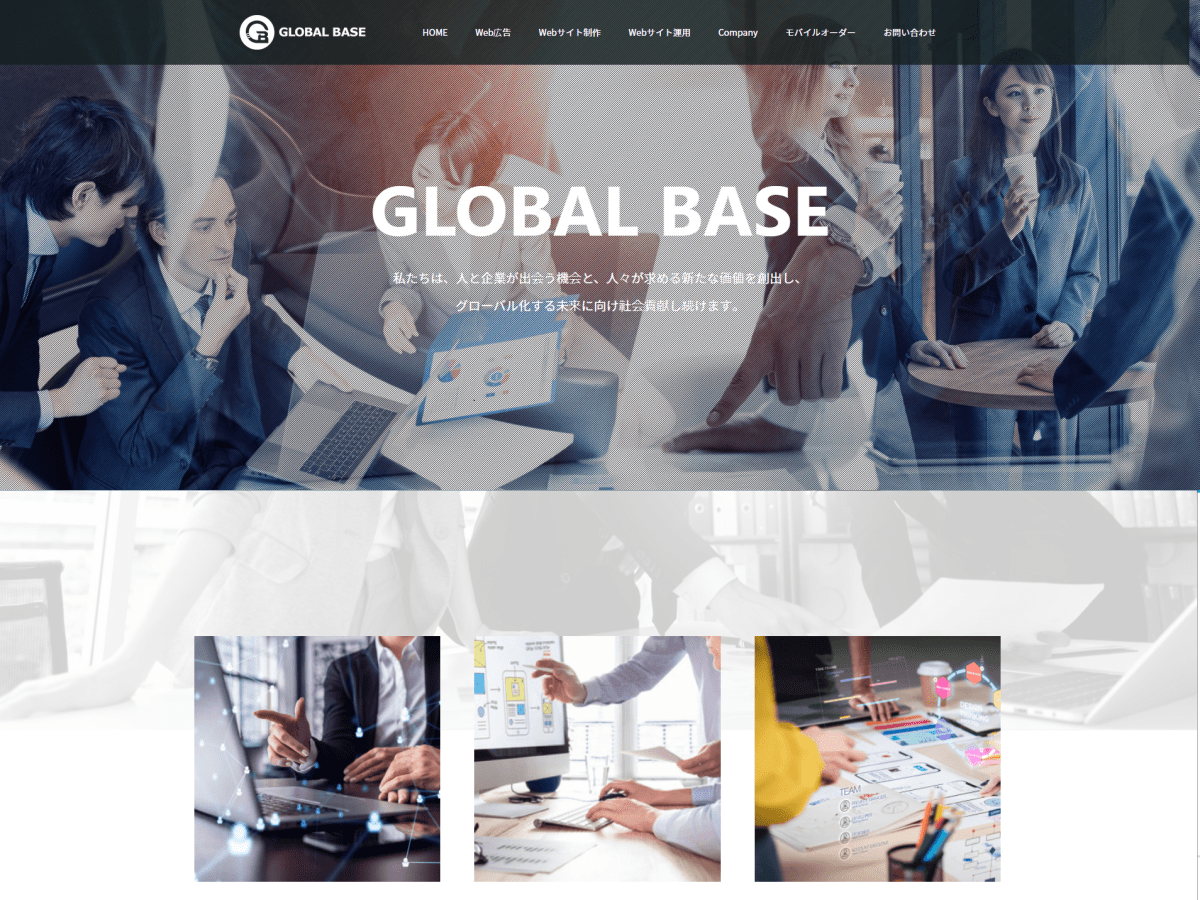 GLOBAL BASE
HOME
Web広告
Webサイト制作
Webサイト運用
Company
モバイルオーダー
お問い合わせ
GLOBAL BASE
私たちは、人と企業が出会う機会と、人々が求める新たな価値を創出し、
グローバル化する未来に向け社会貢献し続けます。
TEAM